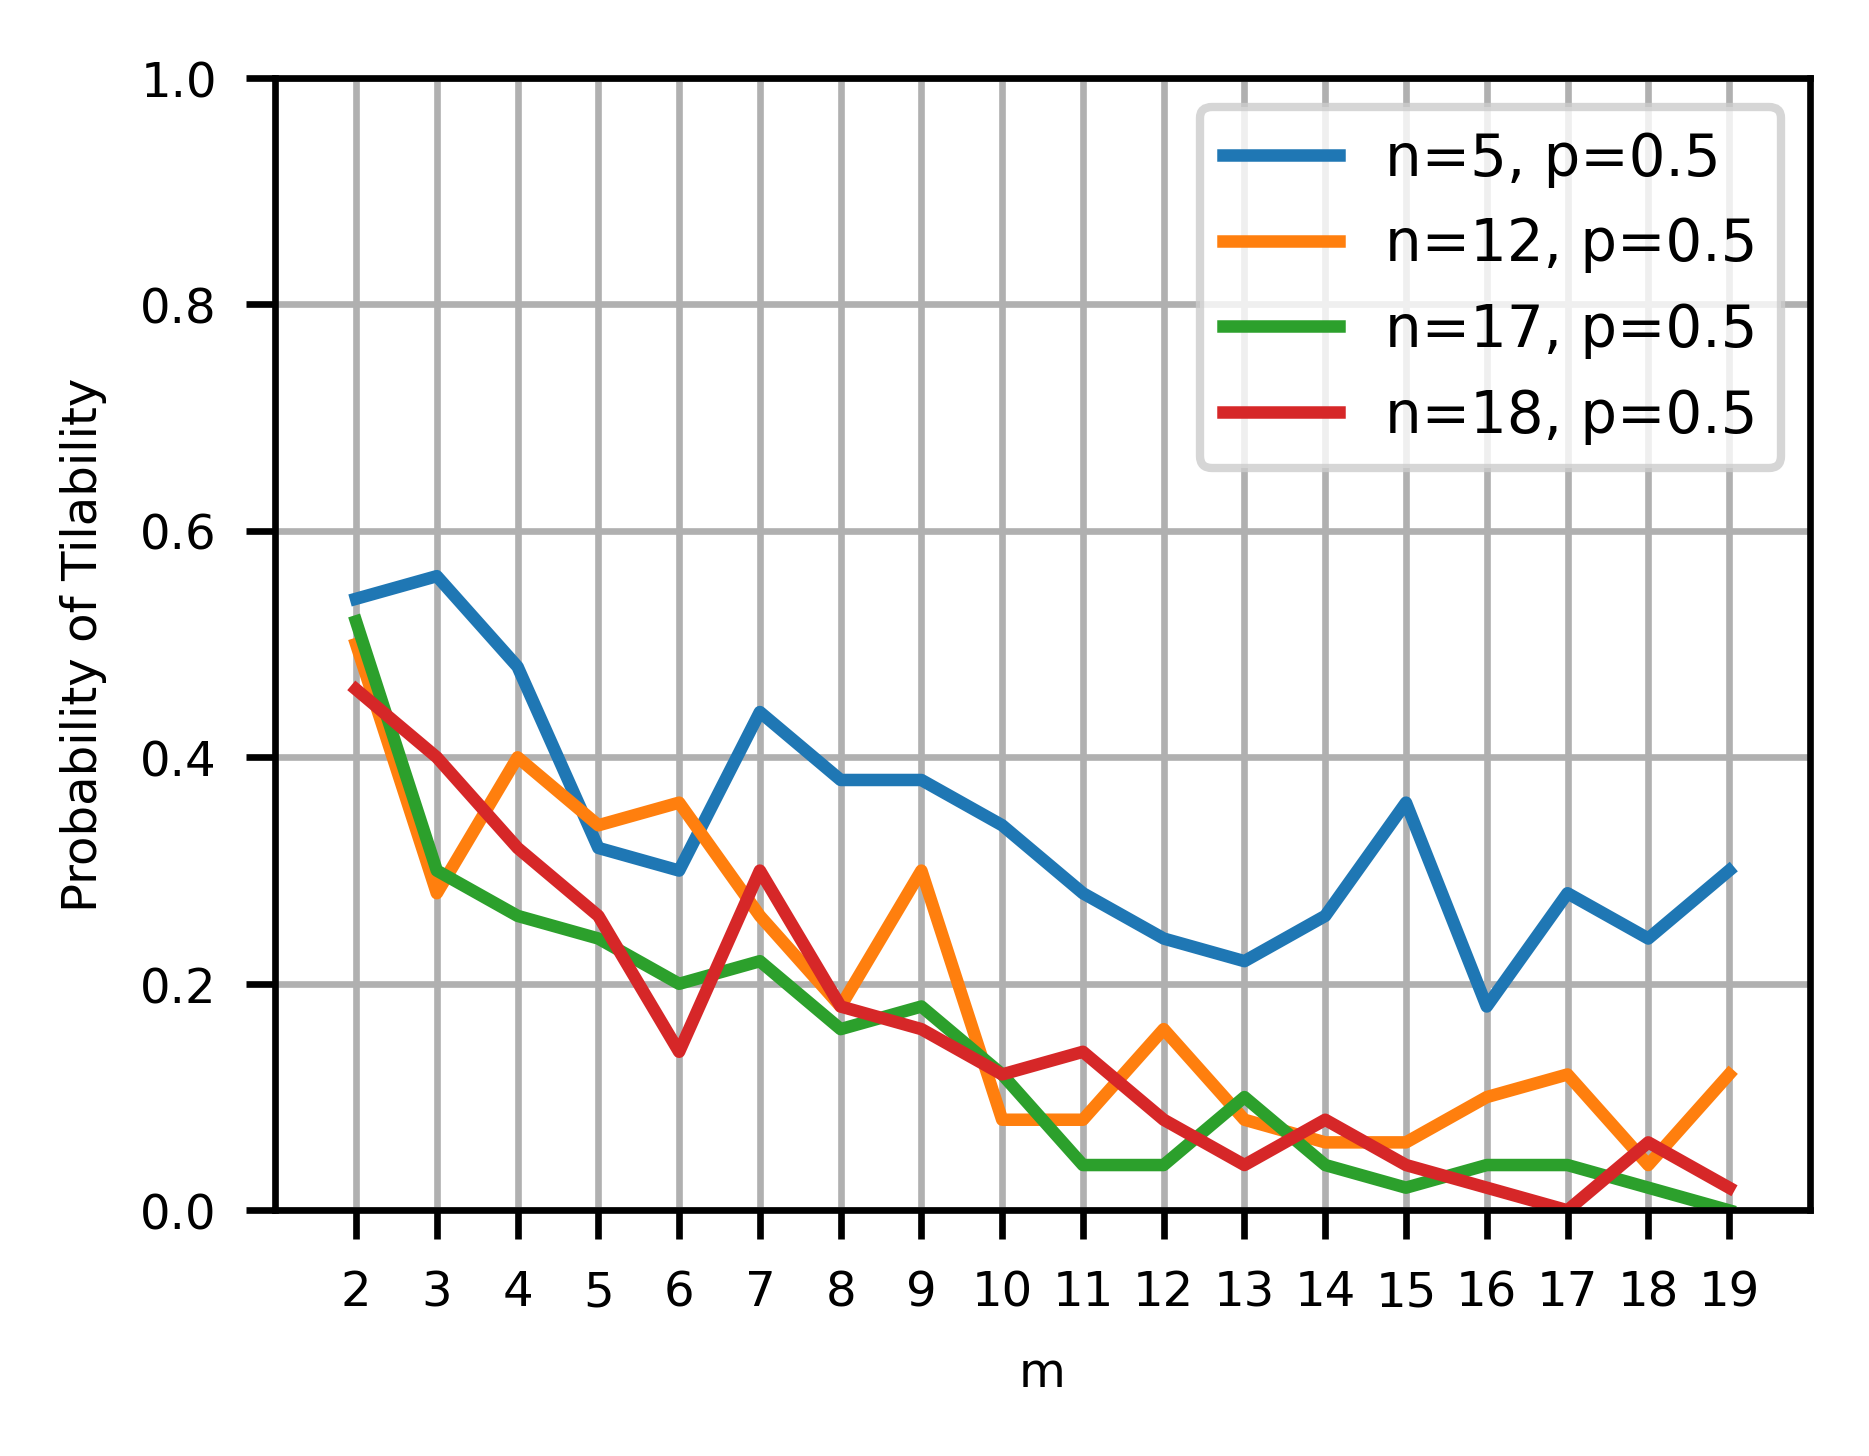 1.0
0.8
0.6
0.4
0.2
0.0
Probability of Tilability
n=5, p=0.5
n=12, p=0.5
n=17, p=0.5
n=18, p=0.5
2 3 4 5 6 7 8 9 10 11 12 13 14 15 16 17 18 19
m